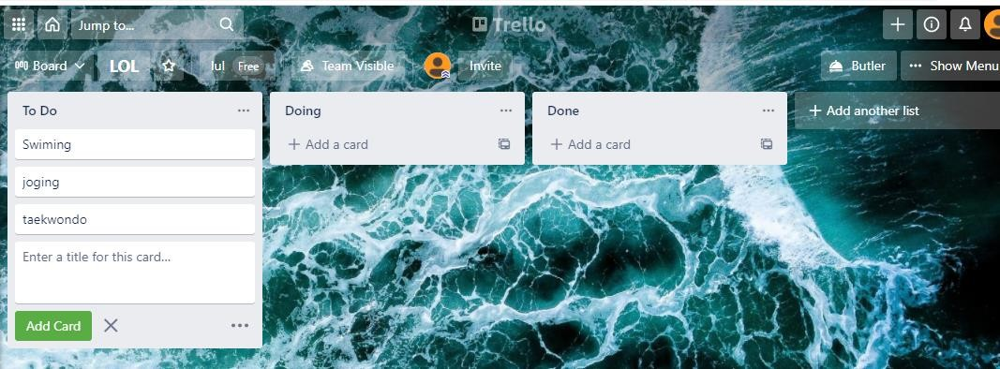 Jump to...
Trello
Board LOL lul Free Team Visible Invite Butler Show Menu
To Do
Swiming
joging
taekwondo
Enter a title for this card...
Add Card
Doing
Add a card
Done
Add a card
Add another list